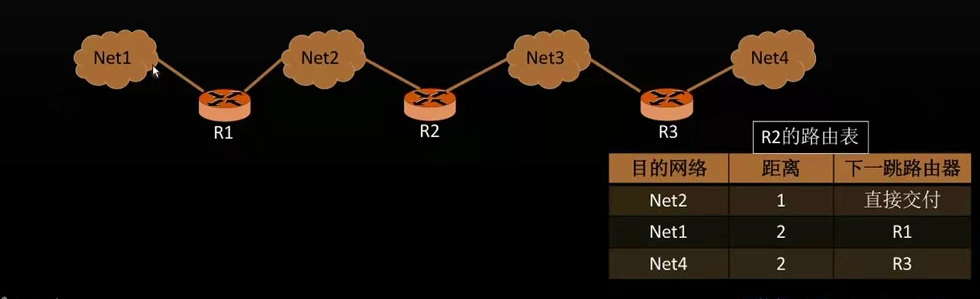 Net1
Net2
Net3
Net4
R1
R2
R3
R2的路由表
目的网络 距离 下一跳路由器
Net2 1 直接交付
Net1 2 R1
Net4 2 R3